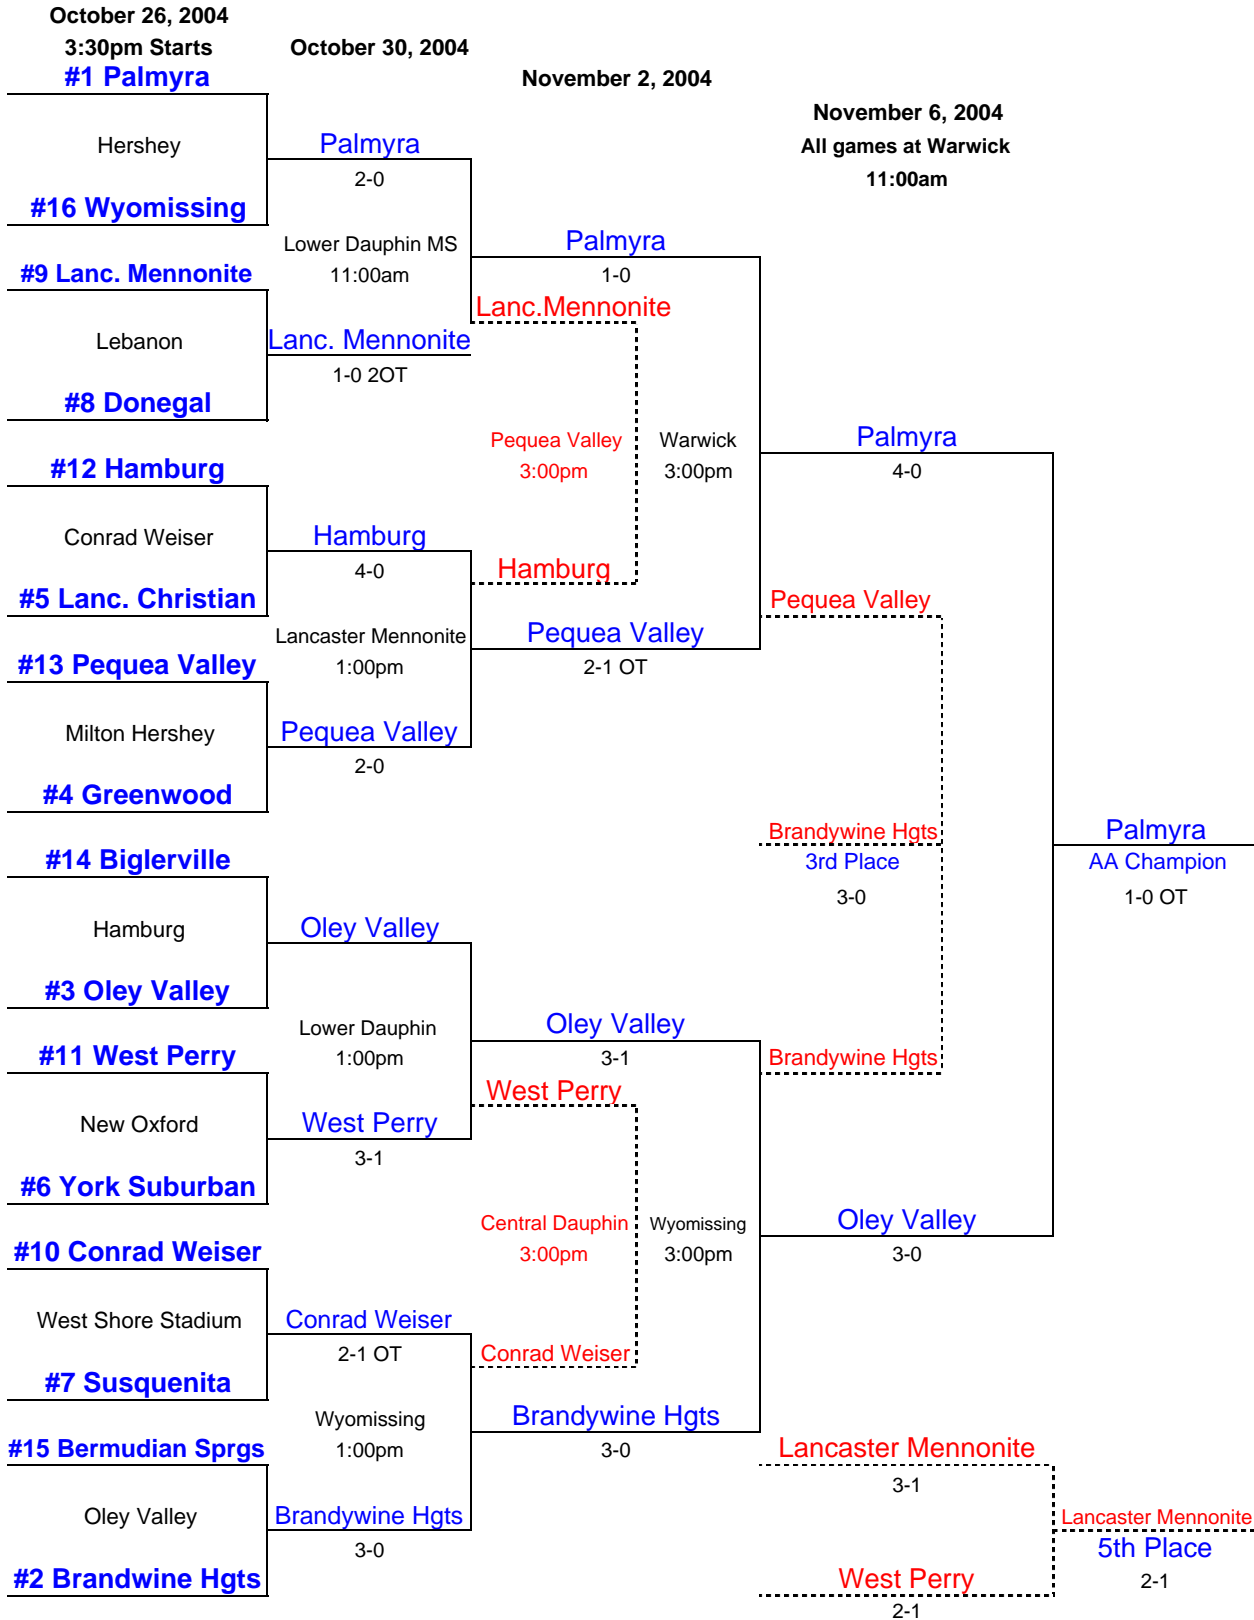 October 26, 2004
3:30pm Starts
October 30, 2004
#1 Palmyra
November 2, 2004
November 6, 2004
Hershey
Palmyra
All games at Warwick
2-0
11:00am
#16 Wyomissing
Lower Dauphin MS
Palmyra
#9 Lanc. Mennonite
11:00am
1-0
Lanc.Mennonite
Lebanon
Lanc. Mennonite
1-0 2OT
#8 Donegal
Pequea Valley
Warwick
Palmyra
#12 Hamburg
3:00pm
3:00pm
4-0
Conrad Weiser
Hamburg
4-0
Hamburg
#5 Lanc. Christian
Pequea Valley
Lancaster Mennonite
Pequea Valley
#13 Pequea Valley
1:00pm
2-1 OT
Milton Hershey
Pequea Valley
2-0
#4 Greenwood
Brandywine Hgts
Palmyra
#14 Biglerville
3rd Place
AA Champion
3-0
1-0 OT
Hamburg
Oley Valley
#3 Oley Valley
Lower Dauphin
Oley Valley
#11 West Perry
1:00pm
3-1
Brandywine Hgts
West Perry
New Oxford
West Perry
3-1
#6 York Suburban
Central Dauphin
Wyomissing
Oley Valley
#10 Conrad Weiser
3:00pm
3:00pm
3-0
West Shore Stadium
Conrad Weiser
2-1 OT
Conrad Weiser
#7 Susquenita
Wyomissing
Brandywine Hgts
#15 Bermudian Sprgs
1:00pm
3-0
Lancaster Mennonite
3-1
Oley Valley
Brandywine Hgts
Lancaster Mennonite
3-0
5th Place
#2 Brandwine Hgts
West Perry
2-1
2-1